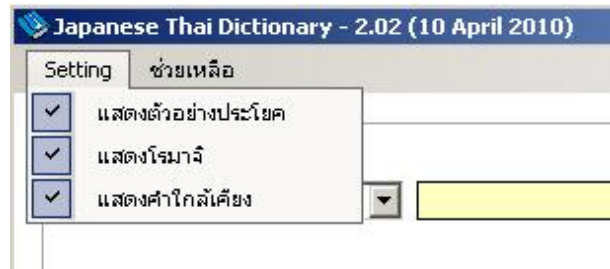 Japanese Thai Dictionary - 2.02 (10 April 2010)
Setting ช่วยเหลือ
แสดงตัวอย่างประโยค
แสดงโรมาจิ
แสดงคำใกล้เคียง